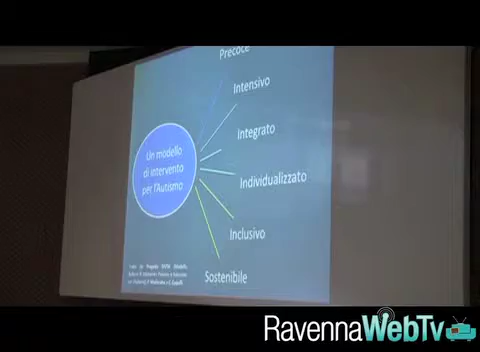 Precoce
Intensivo
Integrato
Individualizzato
Inclusivo
Sostenibile
Un modello
di intervento
per l'Autismo
RavennaWebTv